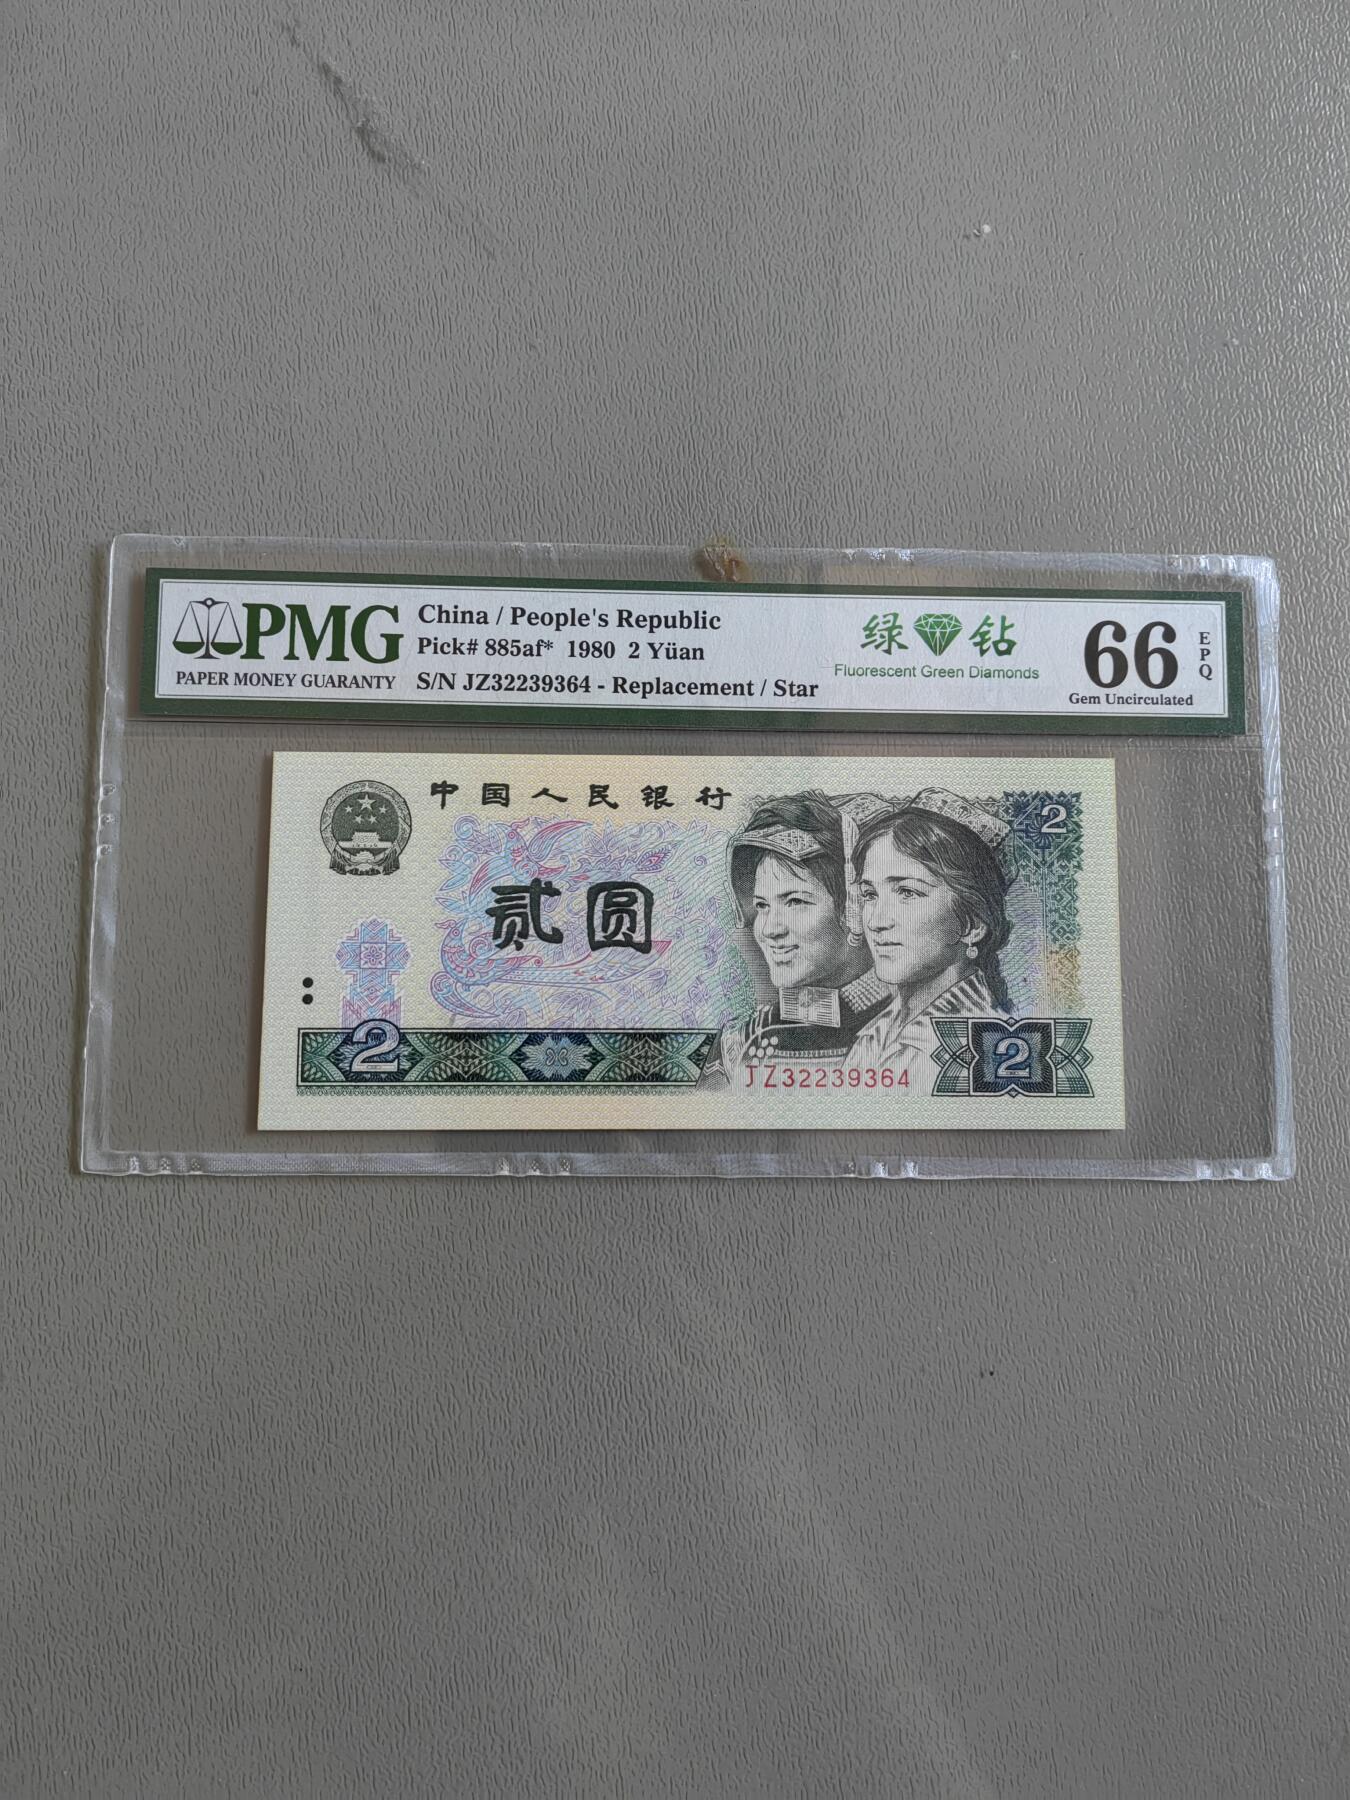 PMG
PAPER MONEY GUARANTY
China / People's Republic
Pick# 885af* 1980 2 Yüan
S/N JZ32239364 - Replacement / Star
绿 钻
Fluorescent Green Diamonds
66
EPQ
Gem Uncirculated
中国人民银行
2
贰圆
2
JZ32239364
2